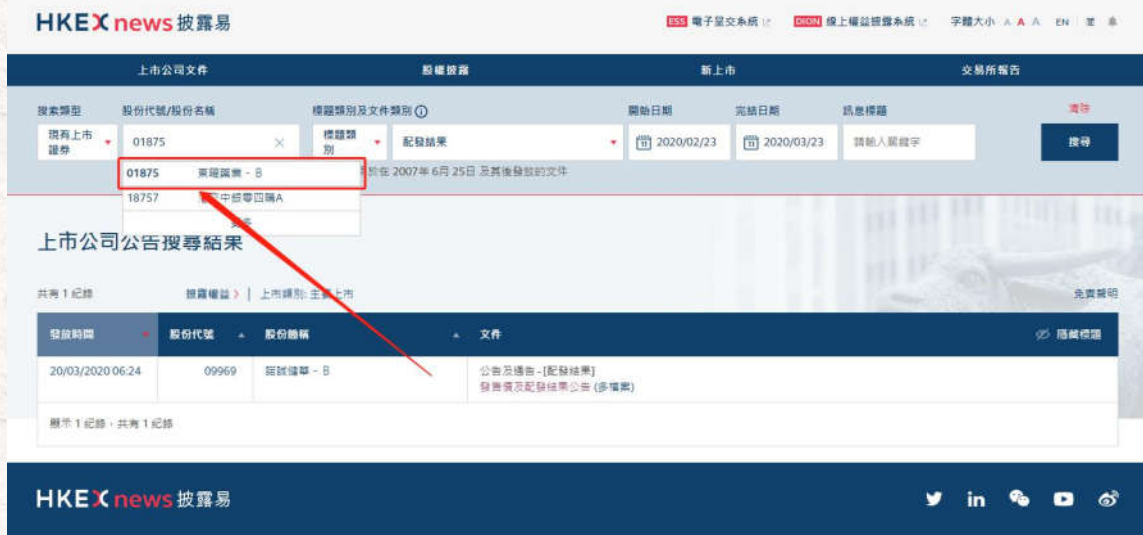 HKEX news 披露易
ESS 電子呈交系統 DION 線上權益披露系統 字體大小 A A A EN 簡
上市公司文件 股權披露 新上市 交易所報告
搜索類型 股份代號/股份名稱 標題類別及文件類別 開始日期 完結日期 訊息標題 清除
現有上市證券 01875 標題類別 配發結果 2020/02/23 2020/03/23 請輸入關鍵字 搜尋
01875 東曜藥業 - B
於在 2007年 6月 25日 及其後發放的文件
18757
上市公司公告搜尋結果
共有 1 紀錄 披露權益 上市類別: 主要上市 免責聲明
發放時間 股份代號 股份簡稱 文件 隱藏標題
20/03/2020 06:24 09969 諾誠健華 - B 公告及通告 - [配發結果]
發售價及配發結果公告 (多檔案)
顯示 1 紀錄，共有 1 紀錄
HKEX news 披露易